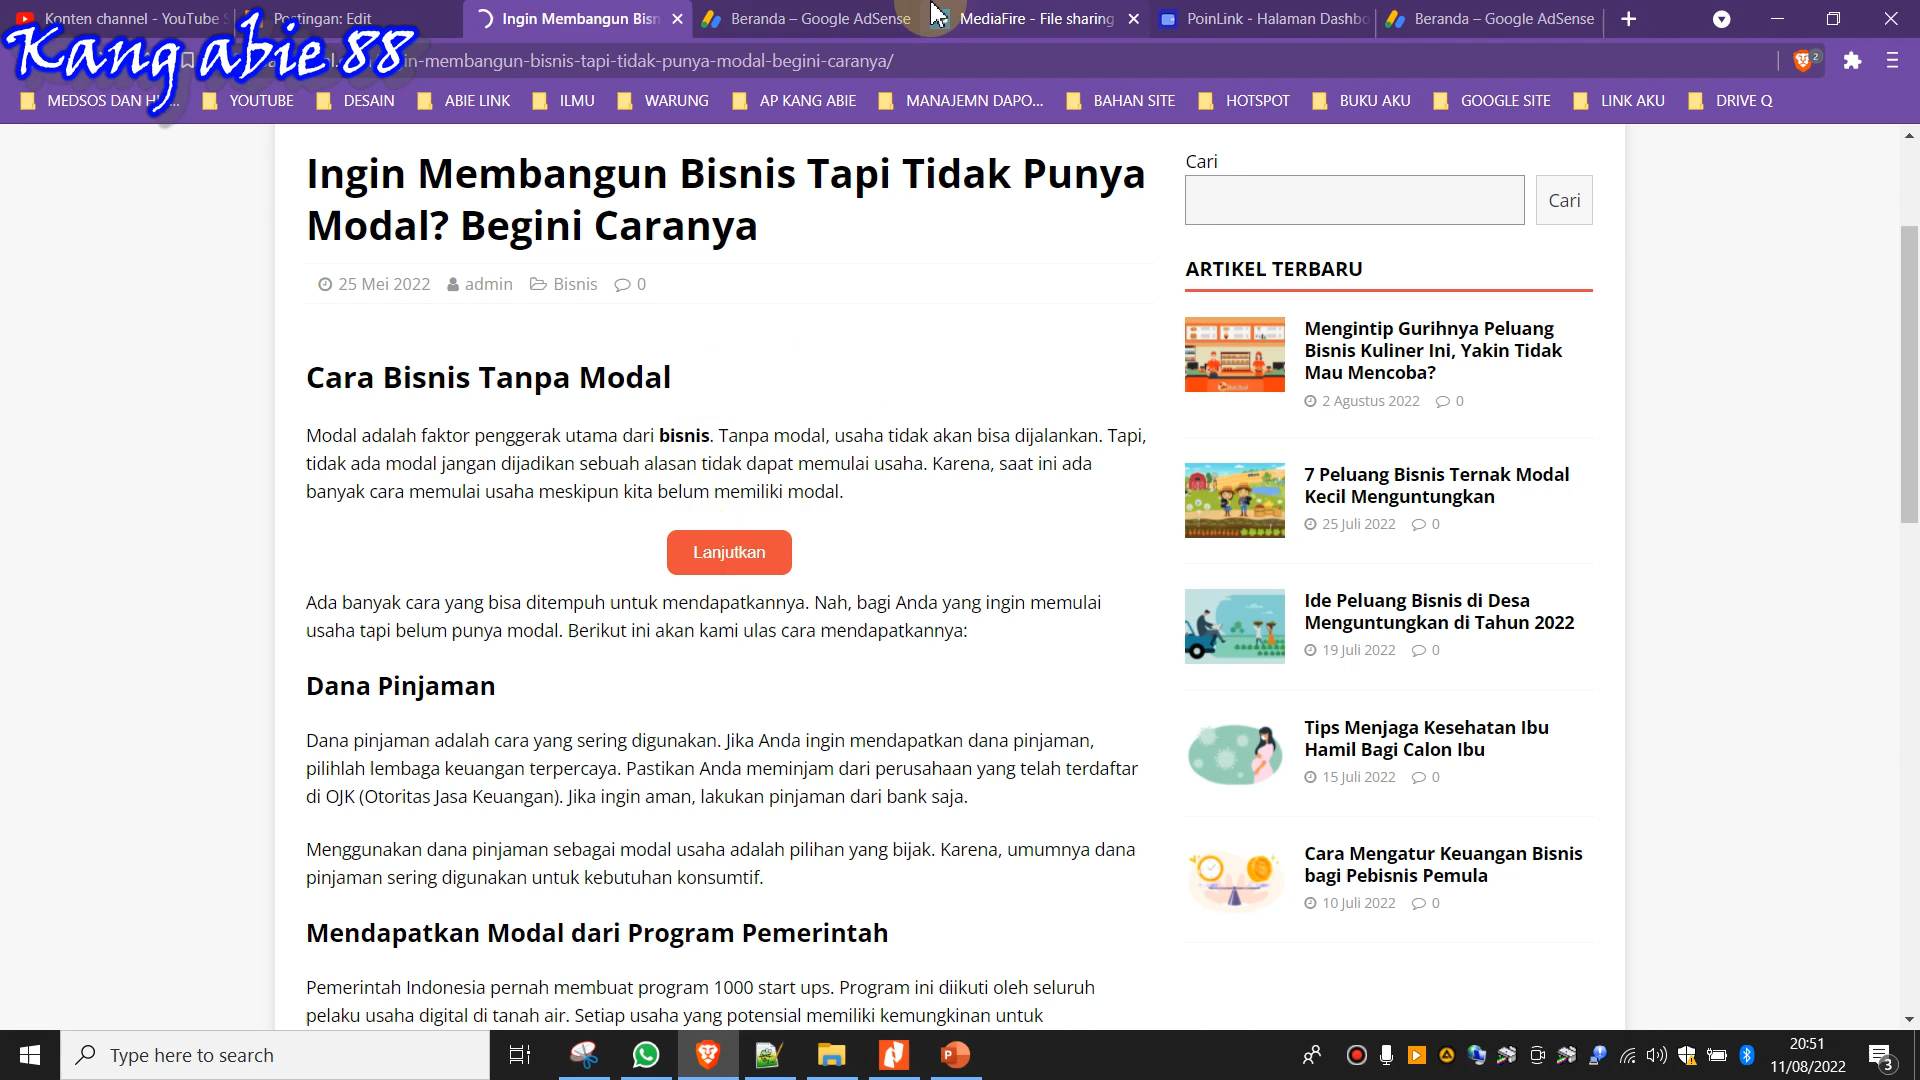 Konten channel - YouTube
Postingan: Edit
Ingin Membangun Bisn
Beranda – Google AdSense
MediaFire - File sharing
PoinLink - Halaman Dashbo
Beranda – Google AdSense
Kang abie 88
in-membangun-bisnis-tapi-tidak-punya-modal-begini-caranya/
2
MEDSOS DAN H...
YOUTUBE
DESAIN
ABIE LINK
ILMU
WARUNG
AP KANG ABIE
MANAJEMN DAPO...
BAHAN SITE
HOTSPOT
BUKU AKU
GOOGLE SITE
LINK AKU
DRIVE Q
Ingin Membangun Bisnis Tapi Tidak Punya
Modal? Begini Caranya
25 Mei 2022 admin Bisnis 0
Cara Bisnis Tanpa Modal
Modal adalah faktor penggerak utama dari bisnis. Tanpa modal, usaha tidak akan bisa dijalankan. Tapi,
tidak ada modal jangan dijadikan sebuah alasan tidak dapat memulai usaha. Karena, saat ini ada
banyak cara memulai usaha meskipun kita belum memiliki modal.
Lanjutkan
Ada banyak cara yang bisa ditempuh untuk mendapatkannya. Nah, bagi Anda yang ingin memulai
usaha tapi belum punya modal. Berikut ini akan kami ulas cara mendapatkannya:
Dana Pinjaman
Dana pinjaman adalah cara yang sering digunakan. Jika Anda ingin mendapatkan dana pinjaman,
pilihlah lembaga keuangan terpercaya. Pastikan Anda meminjam dari perusahaan yang telah terdaftar
di OJK (Otoritas Jasa Keuangan). Jika ingin aman, lakukan pinjaman dari bank saja.
Menggunakan dana pinjaman sebagai modal usaha adalah pilihan yang bijak. Karena, umumnya dana
pinjaman sering digunakan untuk kebutuhan konsumtif.
Mendapatkan Modal dari Program Pemerintah
Pemerintah Indonesia pernah membuat program 1000 start ups. Program ini diikuti oleh seluruh
pelaku usaha digital di tanah air. Setiap usaha yang potensial memiliki kemungkinan untuk
Cari
Cari
ARTIKEL TERBARU
Mengintip Gurihnya Peluang
Bisnis Kuliner Ini, Yakin Tidak
Mau Mencoba?
2 Agustus 2022 0
7 Peluang Bisnis Ternak Modal
Kecil Menguntungkan
25 Juli 2022 0
Ide Peluang Bisnis di Desa
Menguntungkan di Tahun 2022
19 Juli 2022 0
Tips Menjaga Kesehatan Ibu
Hamil Bagi Calon Ibu
15 Juli 2022 0
Cara Mengatur Keuangan Bisnis
bagi Pebisnis Pemula
10 Juli 2022 0
Type here to search
20:51
11/08/2022
3